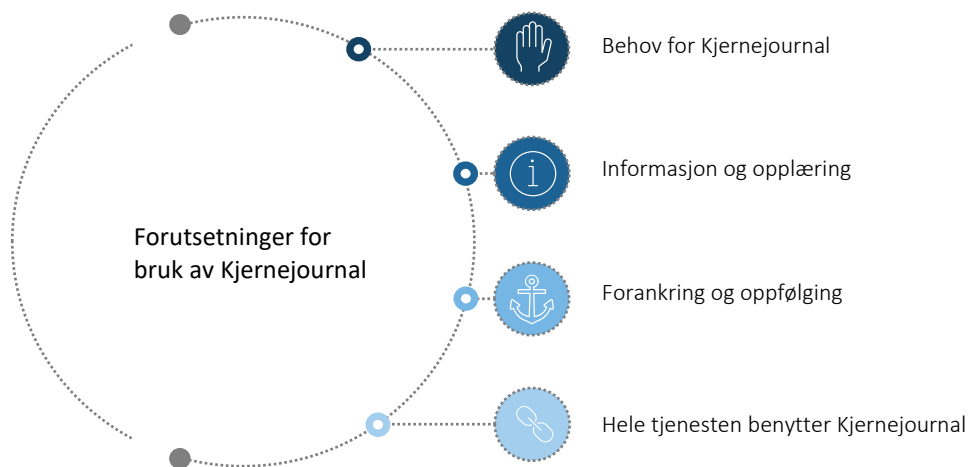 Behov for Kjernejournal
Informasjon og opplæring
Forutsetninger for
bruk av Kjernejournal
Forankring og oppfølging
Hele tjenesten benytter Kjernejournal